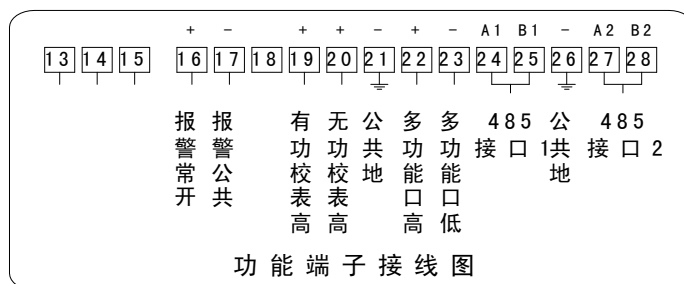 + - + + - + - A1 B1 - A2 B2
13 14 15 16 17 18 19 20 21 22 23 24 25 26 27 28
报警常开
报警公共
有功校表高
无功校表高
公共地
多功能口高
多功能口低
485
接口1
公共地
485
接口2
功能端子接线图